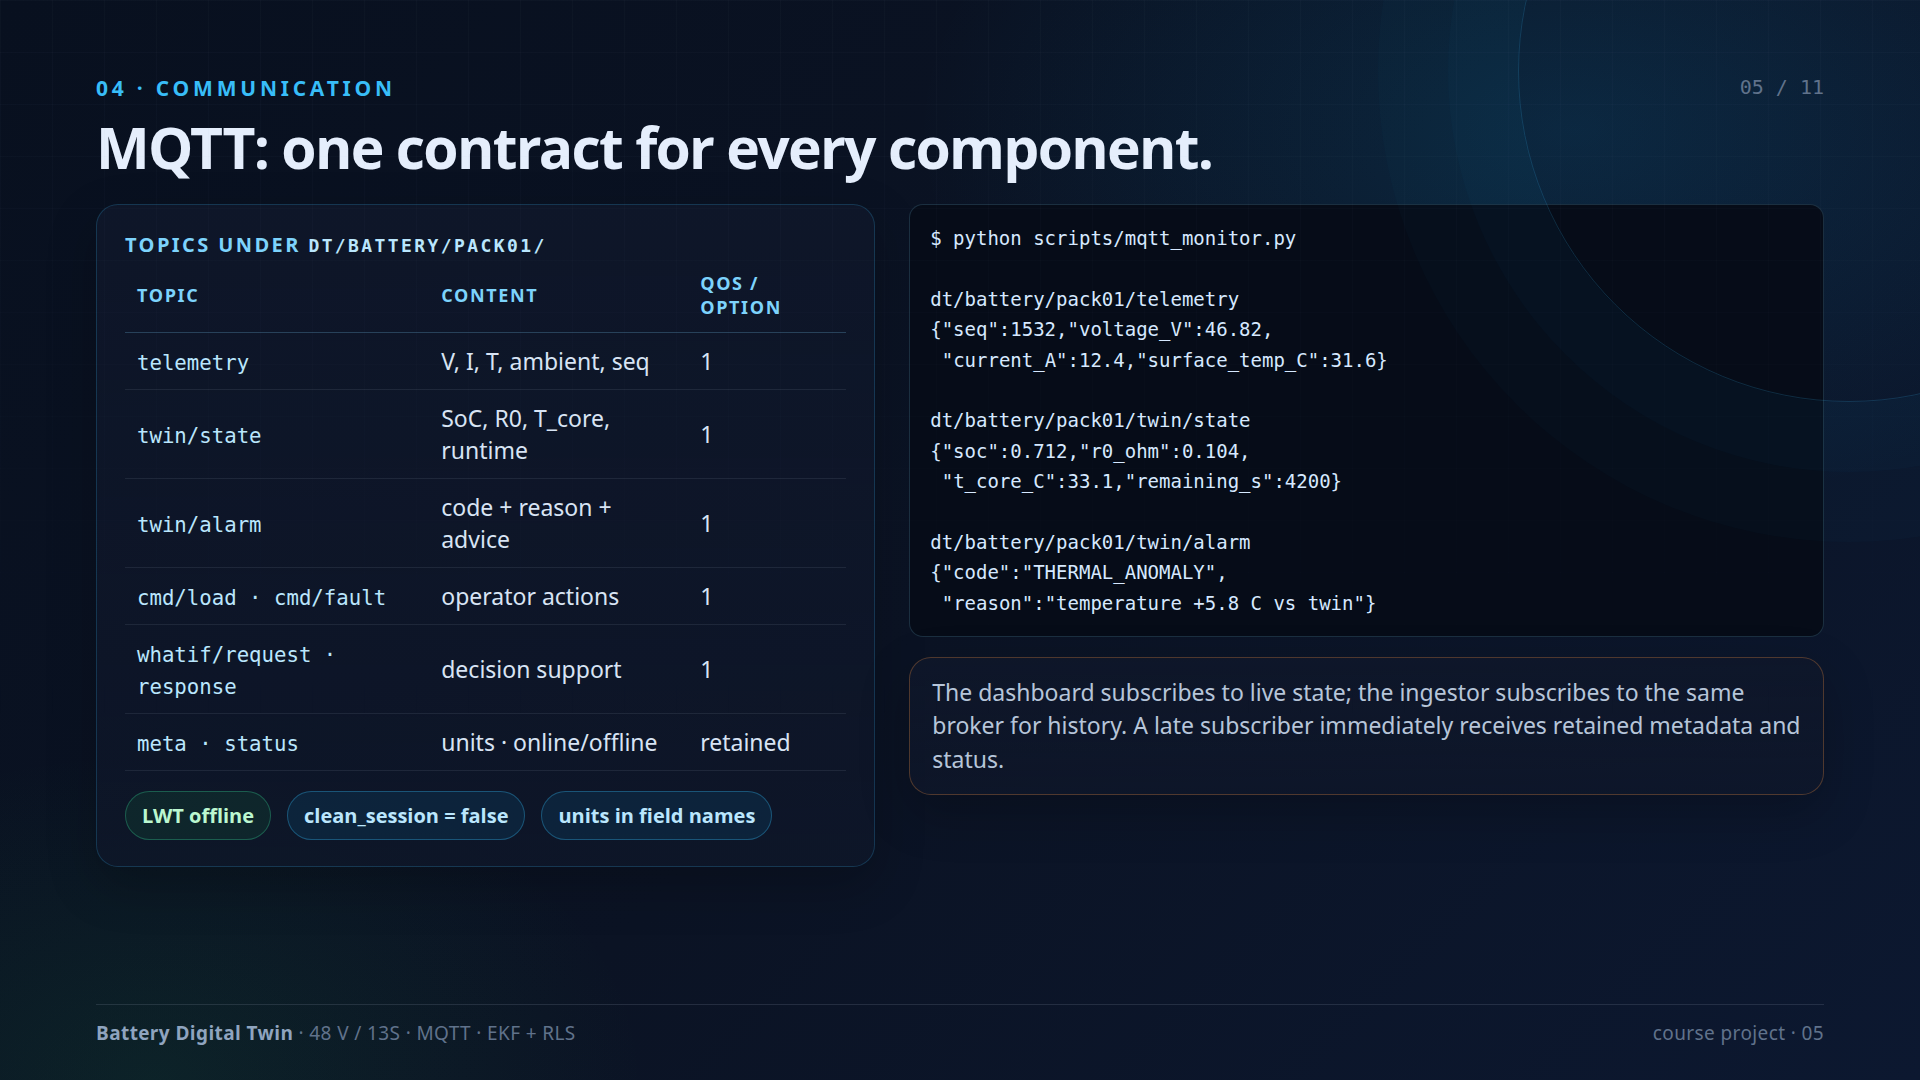 04 · COMMUNICATION
05 / 11
MQTT: one contract for every component.
TOPICS UNDER DT/BATTERY/PACK01/
TOPIC CONTENT QOS / OPTION
telemetry V, I, T, ambient, seq 1
twin/state SoC, R0, T_core, runtime 1
twin/alarm code + reason + advice 1
cmd/load · cmd/fault operator actions 1
whatif/request · response decision support 1
meta · status units · online/offline retained
LWT offline clean_session = false units in field names
$ python scripts/mqtt_monitor.py
dt/battery/pack01/telemetry
{"seq":1532,"voltage_V":46.82,
"current_A":12.4,"surface_temp_C":31.6}
dt/battery/pack01/twin/state
{"soc":0.712,"r0_ohm":0.104,
"t_core_C":33.1,"remaining_s":4200}
dt/battery/pack01/twin/alarm
{"code":"THERMAL_ANOMALY",
"reason":"temperature +5.8 C vs twin"}
The dashboard subscribes to live state; the ingestor subscribes to the same
broker for history. A late subscriber immediately receives retained metadata and
status.
Battery Digital Twin · 48 V / 13S · MQTT · EKF + RLS
course project · 05